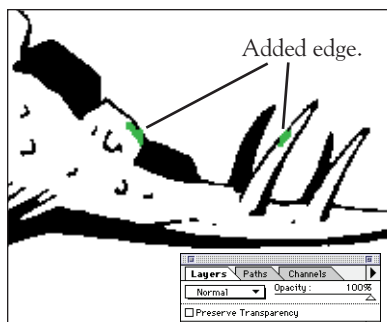 Added edge.
Layers Paths Channels
Normal Opacity: 100%
Preserve Transparency